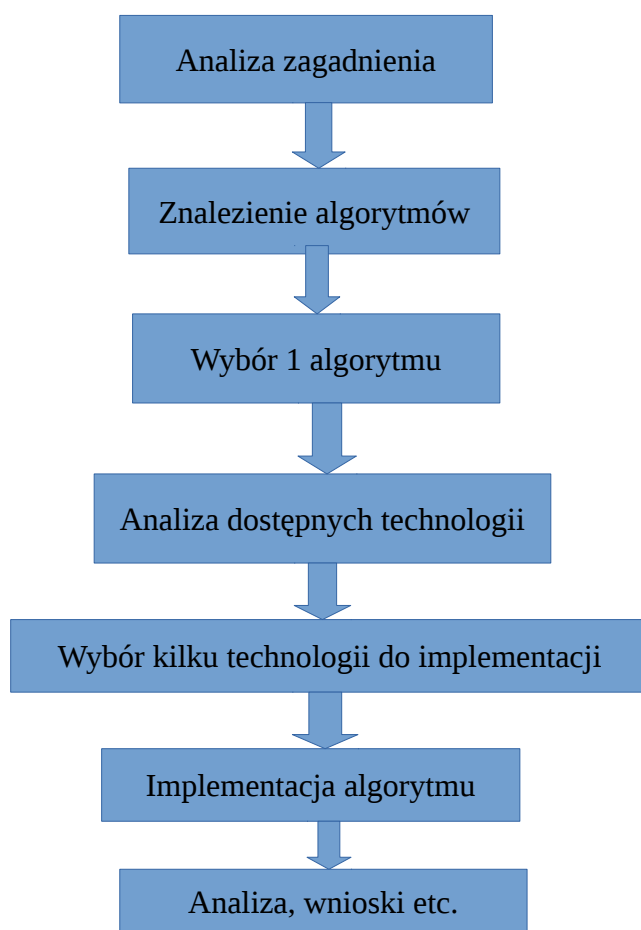 Analiza zagadnienia
Znalezienie algorytmów
Wybór 1 algorytmu
Analiza dostępnych technologii
Wybór kilku technologii do implementacji
Implementacja algorytmu
Analiza, wnioski etc.